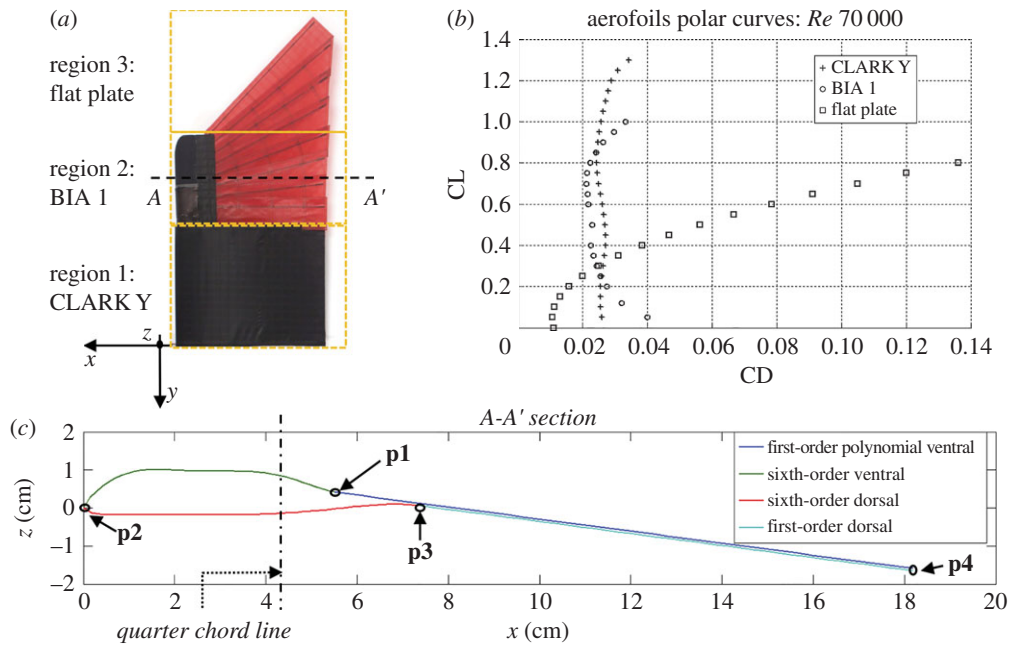 (a)
region 3:
flat plate
region 2:
BIA 1
A
A′
region 1:
CLARK Y
z
x
y
(b)
aerofoils polar curves: Re 70 000
1.4
1.2
1.0
0.8
0.6
0.4
0.2
CL
CLARK Y
BIA 1
flat plate
0
0.02
0.04
0.06
0.08
0.10
0.12
0.14
CD
(c)
A-A′ section
2
1
0
−1
−2
z (cm)
p1
p2
p3
p4
first-order polynomial ventral
sixth-order ventral
sixth-order dorsal
first-order dorsal
0
2
4
6
8
10
12
14
16
18
20
quarter chord line
x (cm)